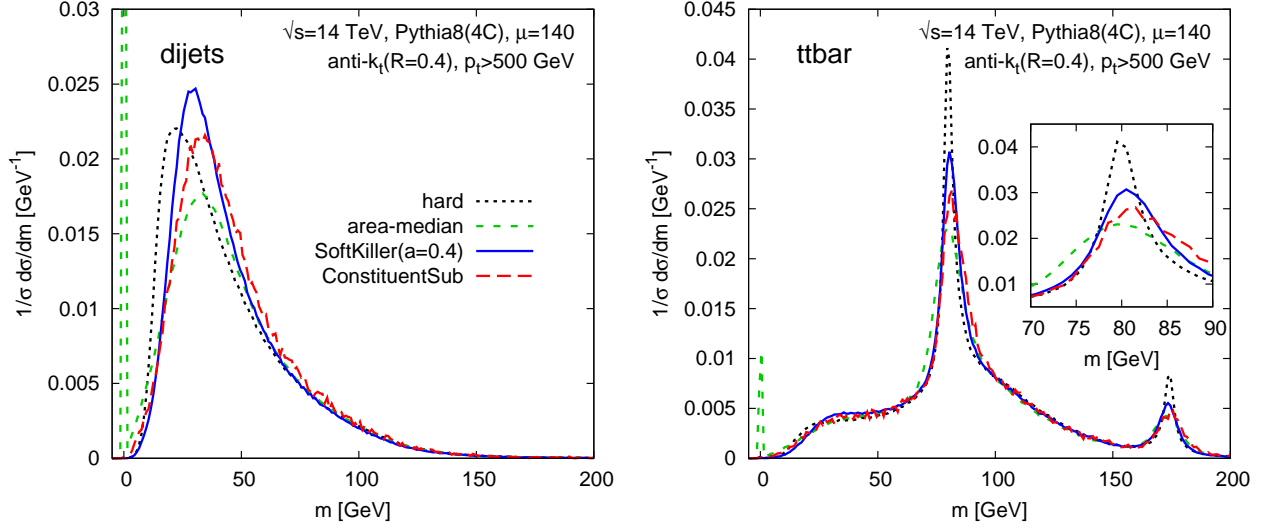 √s=14 TeV, Pythia8(4C), μ=140
dijets
anti-k_t(R=0.4), p_t>500 GeV
hard
area-median
SoftKiller(a=0.4)
ConstituentSub
1/σ dσ/dm [GeV⁻¹]
0.03
0.025
0.02
0.015
0.01
0.005
0
0 50 100 150 200
m [GeV]
√s=14 TeV, Pythia8(4C), μ=140
ttbar
anti-k_t(R=0.4), p_t>500 GeV
1/σ dσ/dm [GeV⁻¹]
0.045
0.04
0.035
0.03
0.025
0.02
0.015
0.01
0.005
0
0 50 100 150 200
m [GeV]
0.04
0.03
0.02
0.01
70 75 80 85 90
m [GeV]